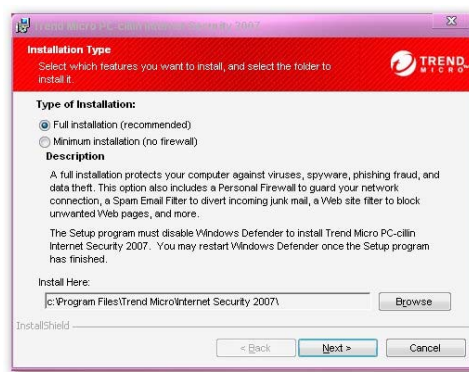 Trend Micro PC-cillin Internet Security 2007
Installation Type
Select which features you want to install, and select the folder to
install it.
TREND
MICRO
Type of Installation:
Full installation (recommended)
Minimum installation (no firewall)
Description
A full installation protects your computer against viruses, spyware, phishing fraud, and
data theft. This option also includes a Personal Firewall to guard your network
connection, a Spam Email Filter to divert incoming junk mail, a Web site filter to block
unwanted Web pages, and more.
The Setup program must disable Windows Defender to install Trend Micro PC-cillin
Internet Security 2007. You may restart Windows Defender once the Setup program
has finished.
Install Here:
c:\Program Files\Trend Micro\Internet Security 2007\
Browse
InstallShield
< Back
Next >
Cancel